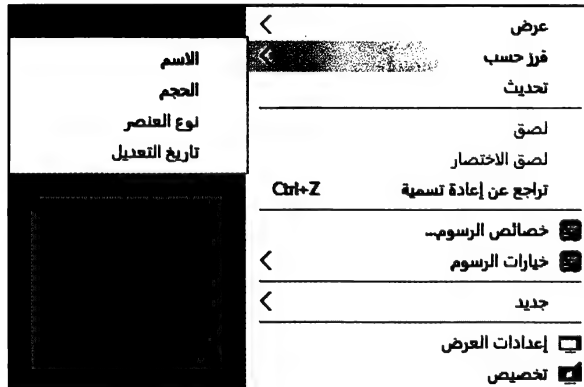 عرض
فرز حسب
تحديث
لصق
لصق الاختصار
تراجع عن إعادة تسمية Ctrl+Z
خصائص الرسوم...
خيارات الرسوم
جديد
إعدادات العرض
تخصيص
الاسم
الحجم
نوع العنصر
تاريخ التعديل